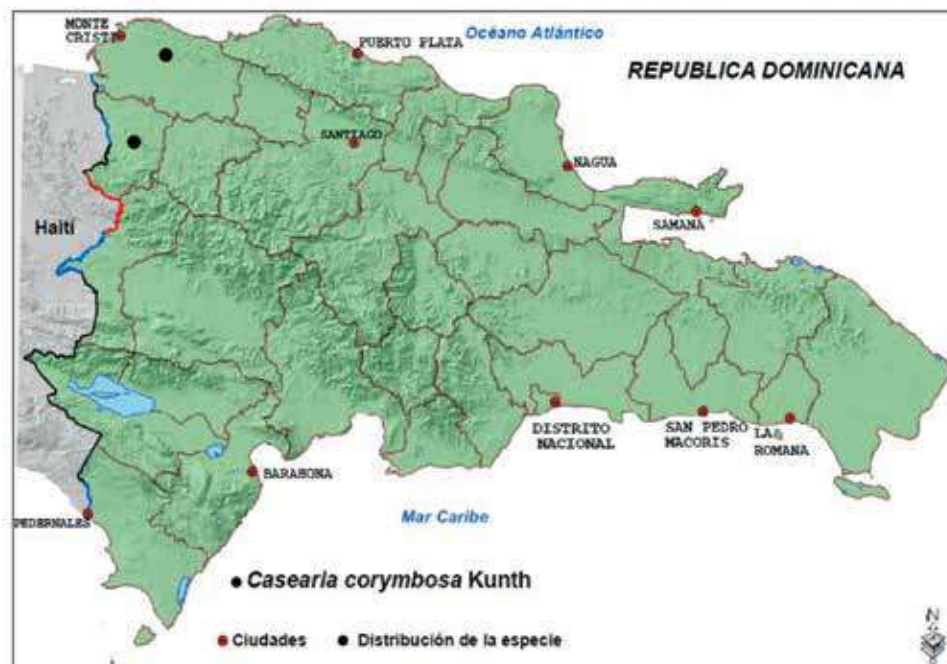 MONTE -
CRISTI
PUERTO PLATA
Océano Atlántico
REPUBLICA DOMINICANA
SANTIAGO
NAGUA
SAMANÁ
Haití
DISTRITO
NACIONAL
SAN PEDRO
MACORIS
LA
ROMANA
BARAHONA
PEDERNALES
Mar Caribe
Casearia corymbosa Kunth
Ciudades
Distribución de la especie
N